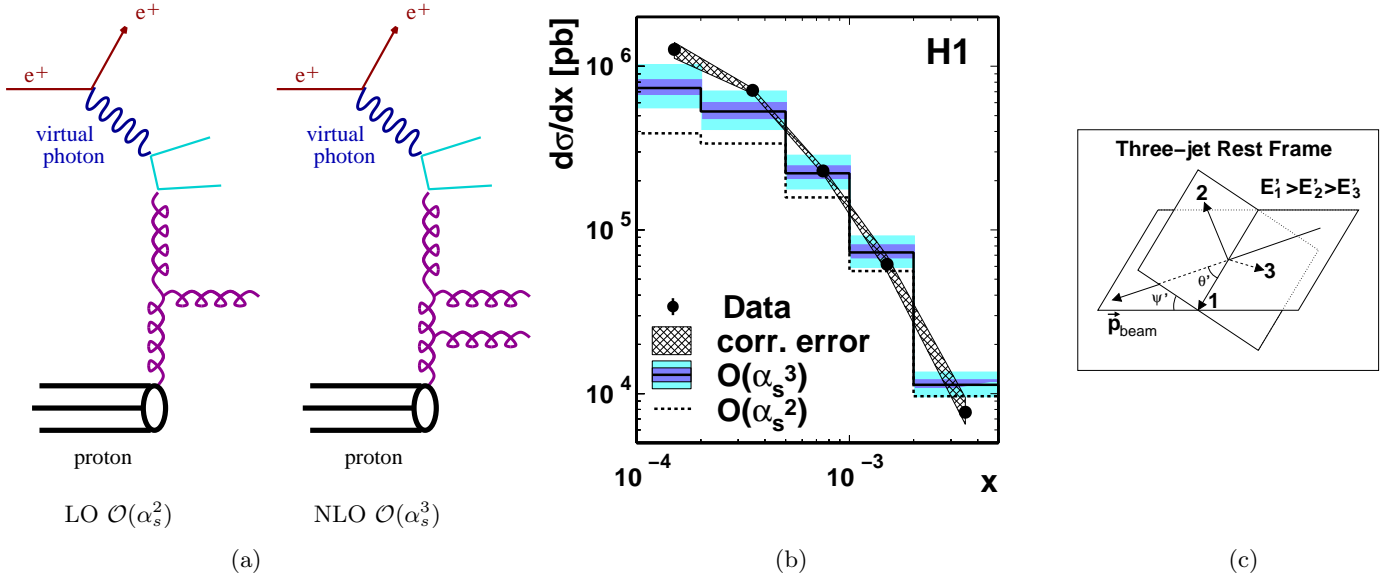 e⁺
e⁺
virtual
photon
proton
LO 𝒪(αₛ²)
e⁺
e⁺
virtual
photon
proton
NLO 𝒪(αₛ³)
(a)
dσ/dx [pb]
10⁶
10⁵
10⁴
H1
Data
corr. error
O(αₛ³)
O(αₛ²)
10⁻⁴
10⁻³
x
(b)
Three-jet Rest Frame
E'₁>E'₂>E'₃
2
3
θ'
1
ψ'
p⃗beam
(c)